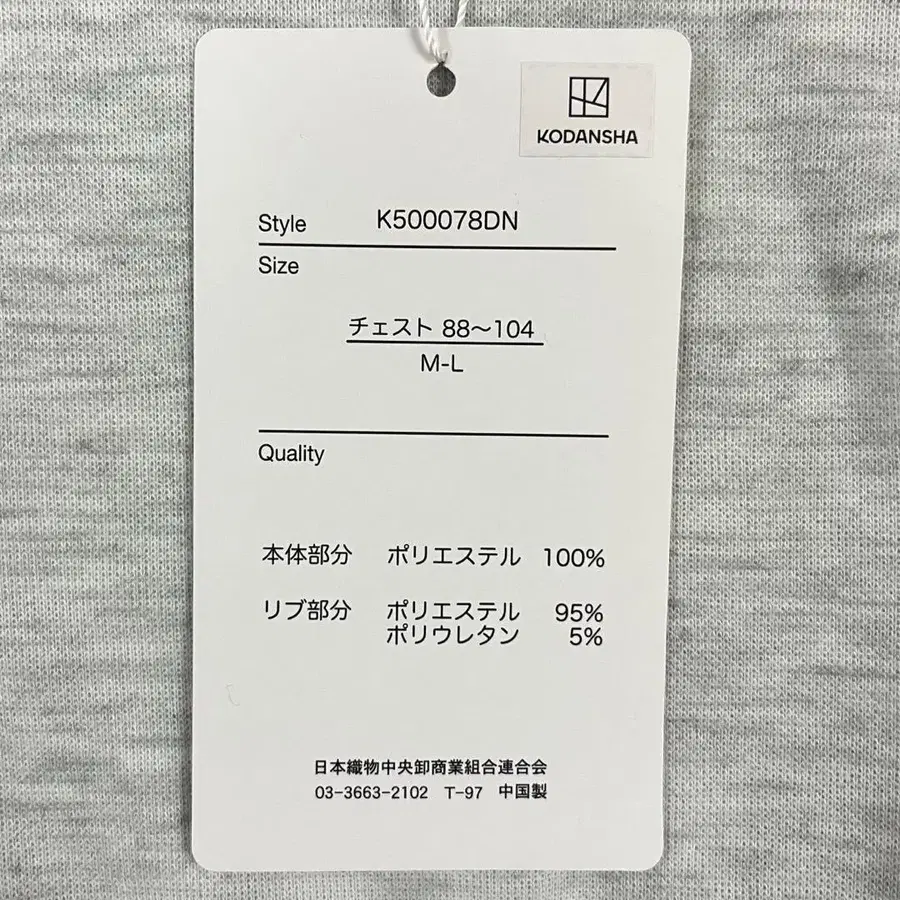 KODANSHA
Style K500078DN
Size
チェスト 88〜104
M-L
Quality
本体部分 ポリエステル 100%
リブ部分 ポリエステル 95%
ポリウレタン 5%
日本織物中央卸商業組合連合会
03-3663-2102 T-97 中国製